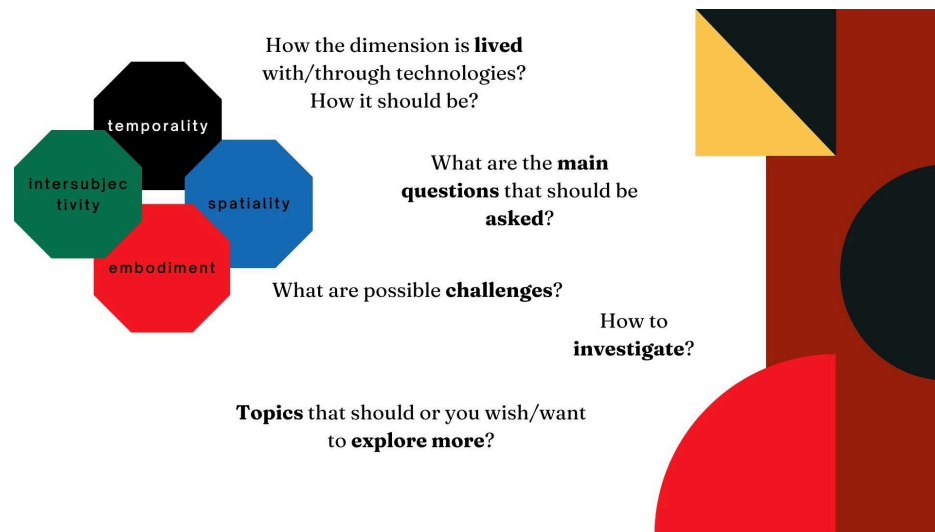 How the dimension is lived
with/through technologies?
How it should be?
temporality
What are the main
questions that should be
asked?
intersubjec
tivity
spatiality
embodiment
What are possible challenges?
How to
investigate?
Topics that should or you wish/want
to explore more?